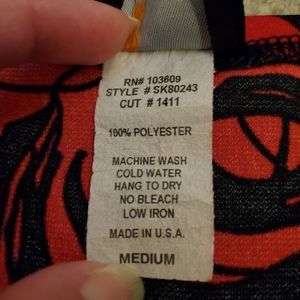 RN# 103609
STYLE # SK80243
CUT # 1411
100% POLYESTER
MACHINE WASH
COLD WATER
HANG TO DRY
NO BLEACH
LOW IRON
MADE IN U.S.A.
MEDIUM